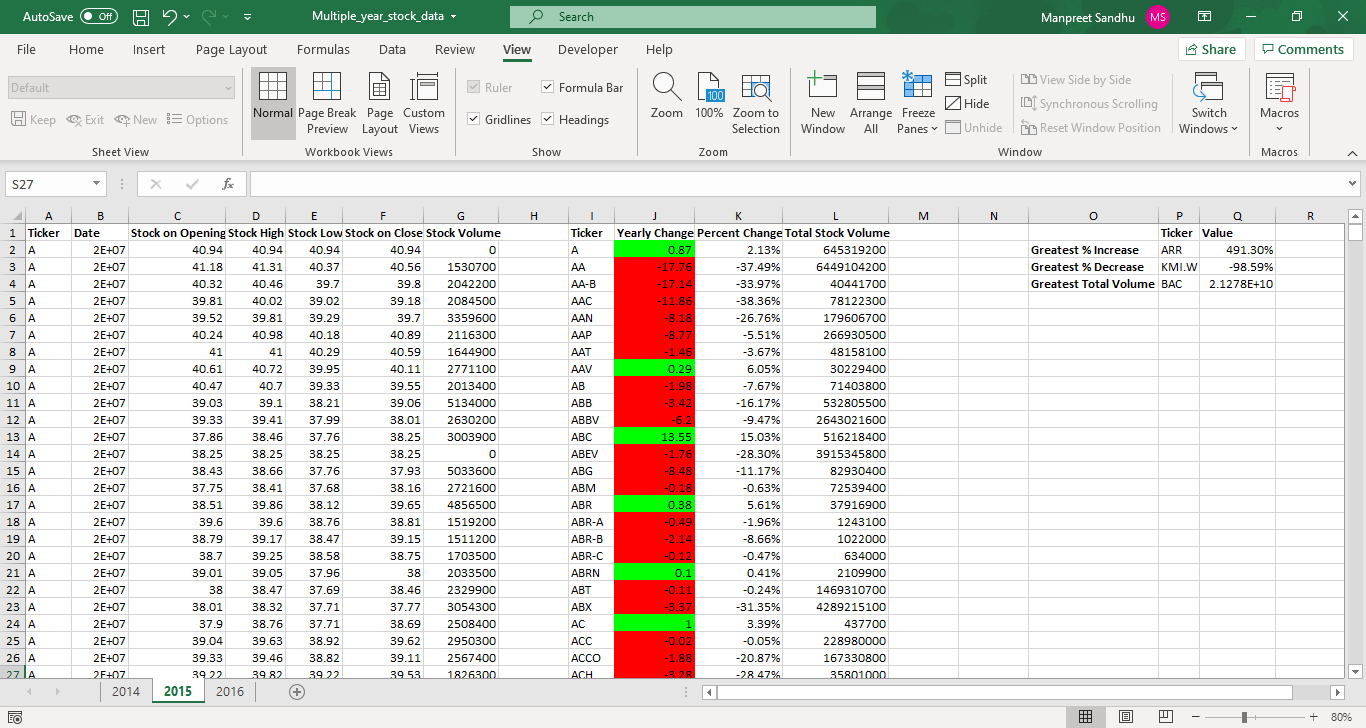 AutoSave Off Multiple_year_stock_data Search Manpreet Sandhu MS
File Home Insert Page Layout Formulas Data Review View Developer Help Share Comments
Default
Keep Exit New Options
Sheet View
Normal Page Break Preview Page Layout Custom Views
Workbook Views
Ruler Formula Bar
Gridlines Headings
Show
Zoom 100 100% Zoom to Selection
Zoom
New Window Arrange All Freeze Panes
Split View Side by Side
Hide Synchronous Scrolling
Unhide Reset Window Position
Switch Windows
Window
Macros
Macros
S27 fx
A B C D E F G H I J K L M N O P Q R
1 Ticker Date Stock on Opening Stock High Stock Low Stock on Close Stock Volume Ticker Yearly Change Percent Change Total Stock Volume Ticker Value
2 A 2E+07 40.94 40.94 40.94 40.94 0 A 0.87 2.13% 645319200 Greatest % Increase ARR 491.30%
3 A 2E+07 41.18 41.31 40.37 40.56 1530700 AA -17.76 -37.49% 6449104200 Greatest % Decrease KMI.W -98.59%
4 A 2E+07 40.32 40.46 39.7 39.8 2042200 AA-B -17.14 -33.97% 40441700 Greatest Total Volume BAC 2.1278E+10
5 A 2E+07 39.81 40.02 39.02 39.18 2084500 AAC -11.86 -38.36% 78122300
6 A 2E+07 39.52 39.81 39.29 39.7 3359600 AAN -8.18 -26.76% 179606700
7 A 2E+07 40.24 40.98 40.18 40.89 2116300 AAP -8.77 -5.51% 266930500
8 A 2E+07 41 41 40.29 40.59 1644900 AAT -1.46 -3.67% 48158100
9 A 2E+07 40.61 40.72 39.95 40.11 2771100 AAV 0.29 6.05% 30229400
10 A 2E+07 40.47 40.7 39.33 39.55 2013400 AB -1.98 -7.67% 71403800
11 A 2E+07 39.03 39.1 38.21 39.06 5134000 ABB -3.42 -16.17% 532805500
12 A 2E+07 39.33 39.41 37.99 38.01 2630200 ABBV -6.2 -9.47% 2643021600
13 A 2E+07 37.86 38.46 37.76 38.25 3003900 ABC 13.55 15.03% 516218400
14 A 2E+07 38.25 38.25 38.25 38.25 0 ABEV -1.76 -28.30% 3915345800
15 A 2E+07 38.43 38.66 37.76 37.93 5033600 ABG -8.48 -11.17% 82930400
16 A 2E+07 37.75 38.41 37.68 38.16 2721600 ABM -0.18 -0.63% 72539400
17 A 2E+07 38.51 39.86 38.12 39.65 4856500 ABR 0.38 5.61% 37916900
18 A 2E+07 39.6 39.6 38.76 38.81 1519200 ABR-A -0.49 -1.96% 1243100
19 A 2E+07 38.79 39.17 38.47 39.15 1511200 ABR-B -2.14 -8.66% 1022000
20 A 2E+07 38.7 39.25 38.58 38.75 1703500 ABR-C -0.12 -0.47% 634000
21 A 2E+07 39.01 39.05 37.96 38 2033500 ABRN 0.1 0.41% 2109900
22 A 2E+07 38 38.47 37.69 38.46 2329900 ABT -0.11 -0.24% 1469310700
23 A 2E+07 38.01 38.32 37.71 37.77 3054300 ABX -3.37 -31.35% 4289215100
24 A 2E+07 37.9 38.76 37.71 38.69 2508400 AC 1 3.39% 437700
25 A 2E+07 39.04 39.63 38.92 39.62 2950300 ACC -0.02 -0.05% 228980000
26 A 2E+07 39.33 39.46 38.82 39.11 2567400 ACCO -1.88 -20.87% 167330800
27 A 2E+07 39.22 39.82 39.22 39.53 1826300 ACH -3.28 -28.47% 35801000
2014 2015 2016
80%